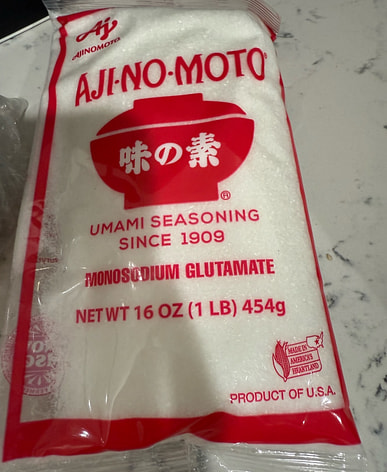 Aj
AJINOMOTO
AJI-NO-MOTO®
味の素
®
UMAMI SEASONING
SINCE 1909
MONOSODIUM GLUTAMATE
NET WT 16 OZ (1 LB) 454g
MADE IN
AMERICA'S
HEARTLAND
PRODUCT OF U.S.A.